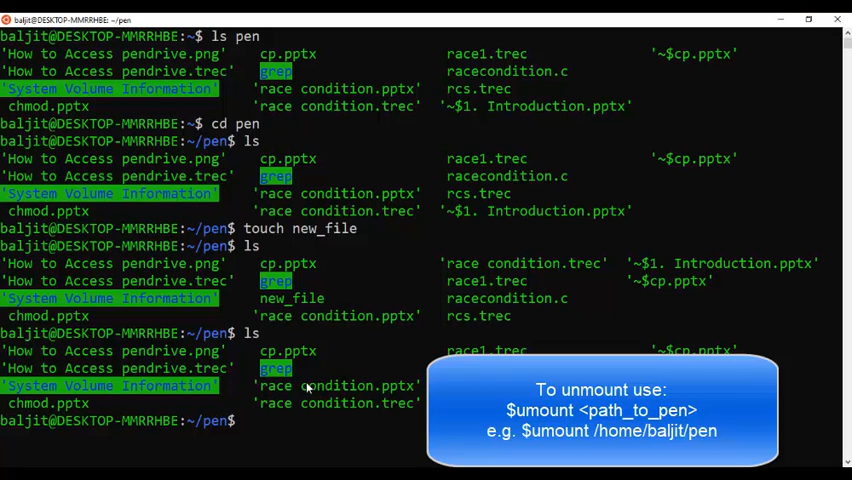 baljit@DESKTOP-MMRRHBE: ~/pen
baljit@DESKTOP-MMRRHBE:~$ ls pen
'How to Access pendrive.png' cp.pptx race1.trec '~$cp.pptx'
'How to Access pendrive.trec' grep racecondition.c
'System Volume Information' 'race condition.pptx' rcs.trec
chmod.pptx 'race condition.trec' '~$1. Introduction.pptx'
baljit@DESKTOP-MMRRHBE:~$ cd pen
baljit@DESKTOP-MMRRHBE:~/pen$ ls
'How to Access pendrive.png' cp.pptx race1.trec '~$cp.pptx'
'How to Access pendrive.trec' grep racecondition.c
'System Volume Information' 'race condition.pptx' rcs.trec
chmod.pptx 'race condition.trec' '~$1. Introduction.pptx'
baljit@DESKTOP-MMRRHBE:~/pen$ touch new_file
baljit@DESKTOP-MMRRHBE:~/pen$ ls
'How to Access pendrive.png' cp.pptx 'race condition.trec' '~$1. Introduction.pptx'
'How to Access pendrive.trec' grep race1.trec '~$cp.pptx'
'System Volume Information' new_file racecondition.c
chmod.pptx 'race condition.pptx' rcs.trec
baljit@DESKTOP-MMRRHBE:~/pen$ ls
'How to Access pendrive.png' cp.pptx race1.trec '~$cp.pptx'
'How to Access pendrive.trec' grep
'System Volume Information' 'race condition.pptx'
chmod.pptx 'race condition.trec'
baljit@DESKTOP-MMRRHBE:~/pen$
To unmount use:
$umount <path_to_pen>
e.g. $umount /home/baljit/pen